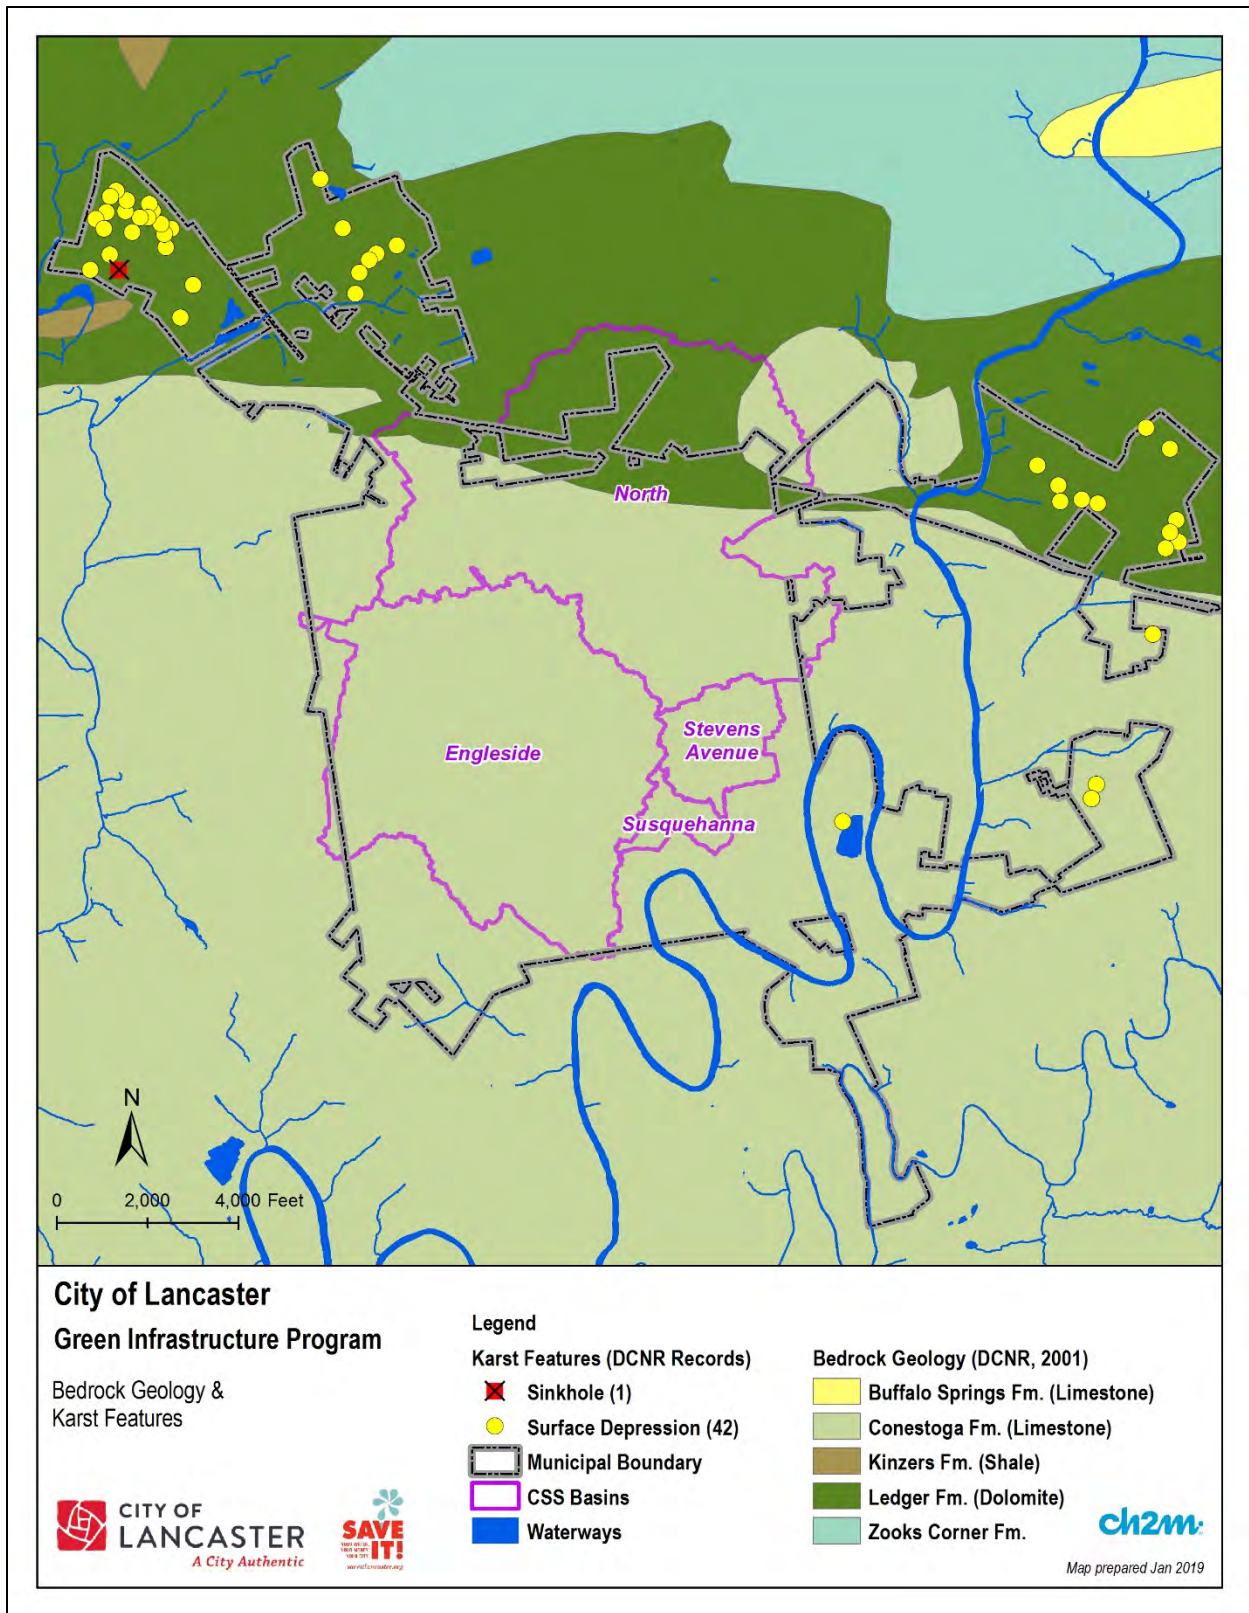 North
Stevens
Avenue
Engleside
Susquehanna
N
0 2,000 4,000 Feet
City of Lancaster
Green Infrastructure Program
Bedrock Geology &
Karst Features
CITY OF
LANCASTER
A City Authentic
SAVE
IT!
Legend
Karst Features (DCNR Records)
Sinkhole (1)
Surface Depression (42)
Municipal Boundary
CSS Basins
Waterways
Bedrock Geology (DCNR, 2001)
Buffalo Springs Fm. (Limestone)
Conestoga Fm. (Limestone)
Kinzers Fm. (Shale)
Ledger Fm. (Dolomite)
Zooks Corner Fm.
ch2m:
Map prepared Jan 2019